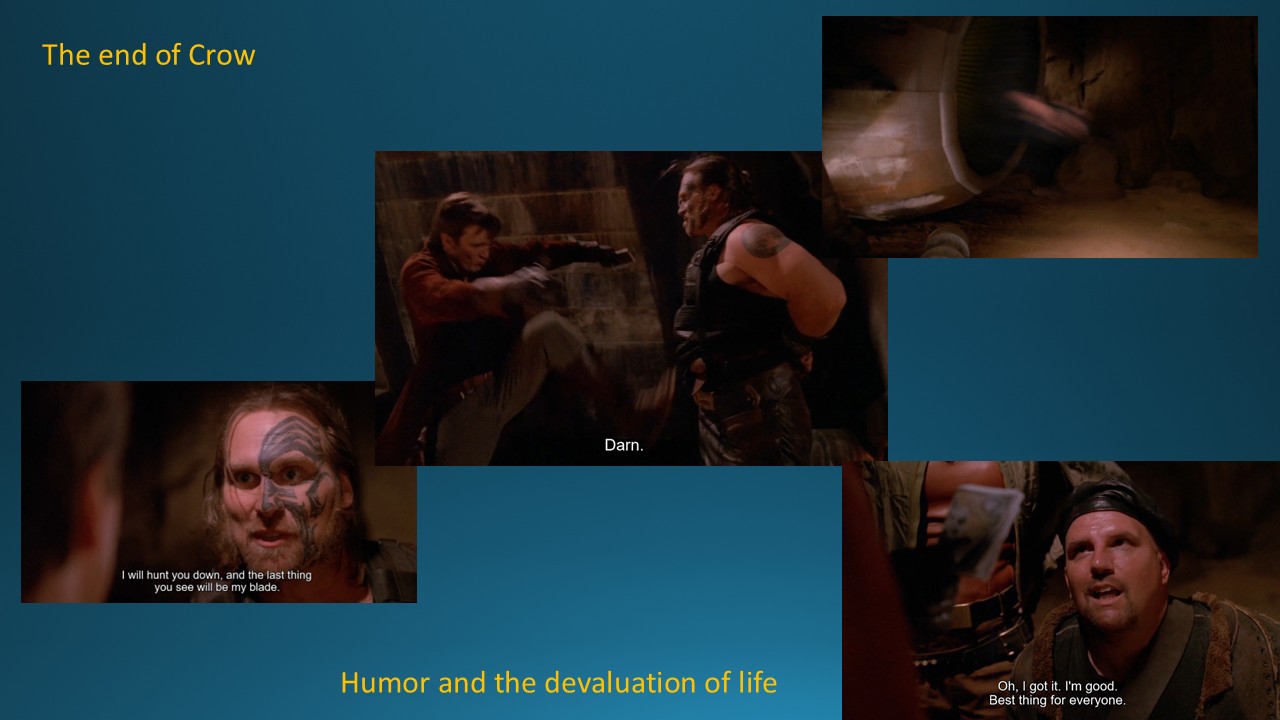 The end of Crow
Darn.
I will hunt you down, and the last thing
you see will be my blade.
Oh, I got it. I'm good.
Best thing for everyone.
Humor and the devaluation of life